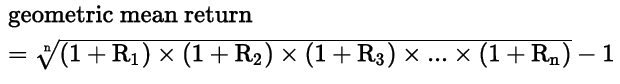 geometric mean return
= ⁿ√(1 + R₁) × (1 + R₂) × (1 + R₃) × ... × (1 + Rₙ) − 1